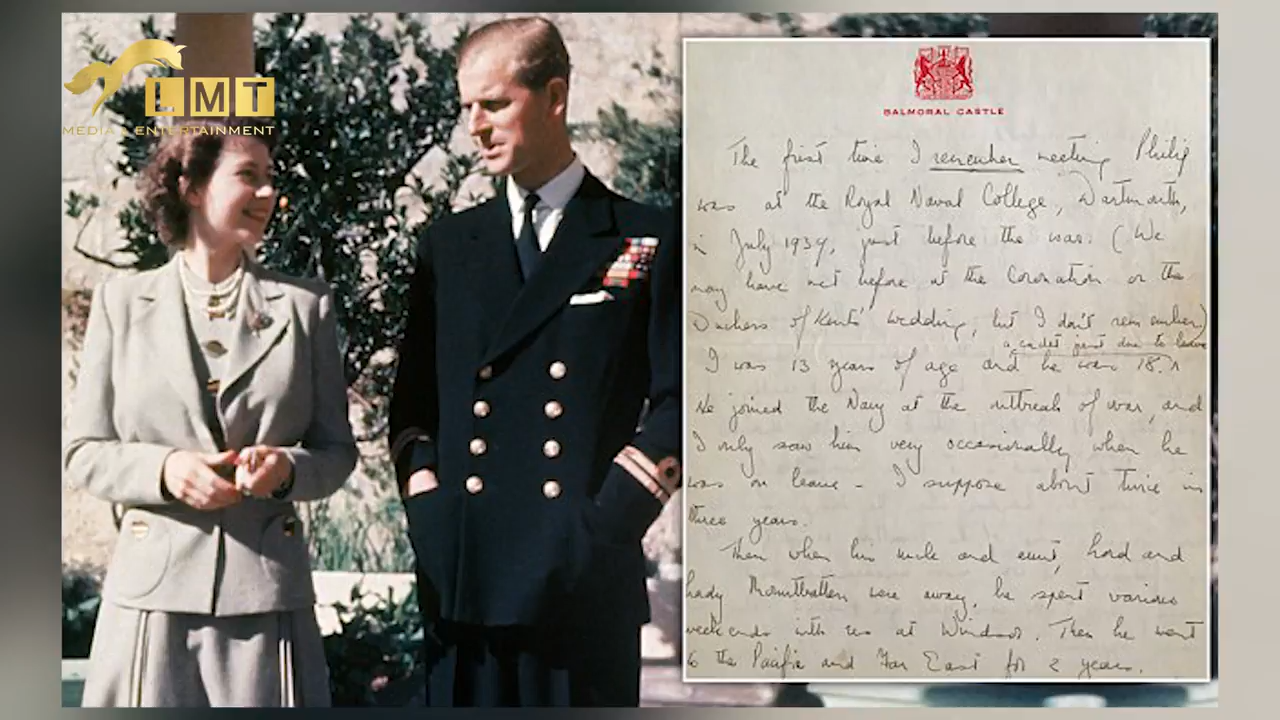 LMT
MEDIA & ENTERTAINMENT
BALMORAL CASTLE
The first time I remember meeting Philip
was at the Royal Naval College, Dartmouth,
in July 1939, just before the war. (We
may have met before at the Coronation or the
Duchess of Kent's wedding, but I don't remember)
a cadet just due to leave
I was 13 years of age and he was 18.^
He joined the Navy at the outbreak of war, and
I only saw him very occasionally when he
was on leave - I suppose about twice in
three years.
Then when his uncle and aunt, Lord and
Lady Mountbatten were away, he spent various
weekends with us at Windsor. Then he went
to the Pacific and Far East for 2 years.